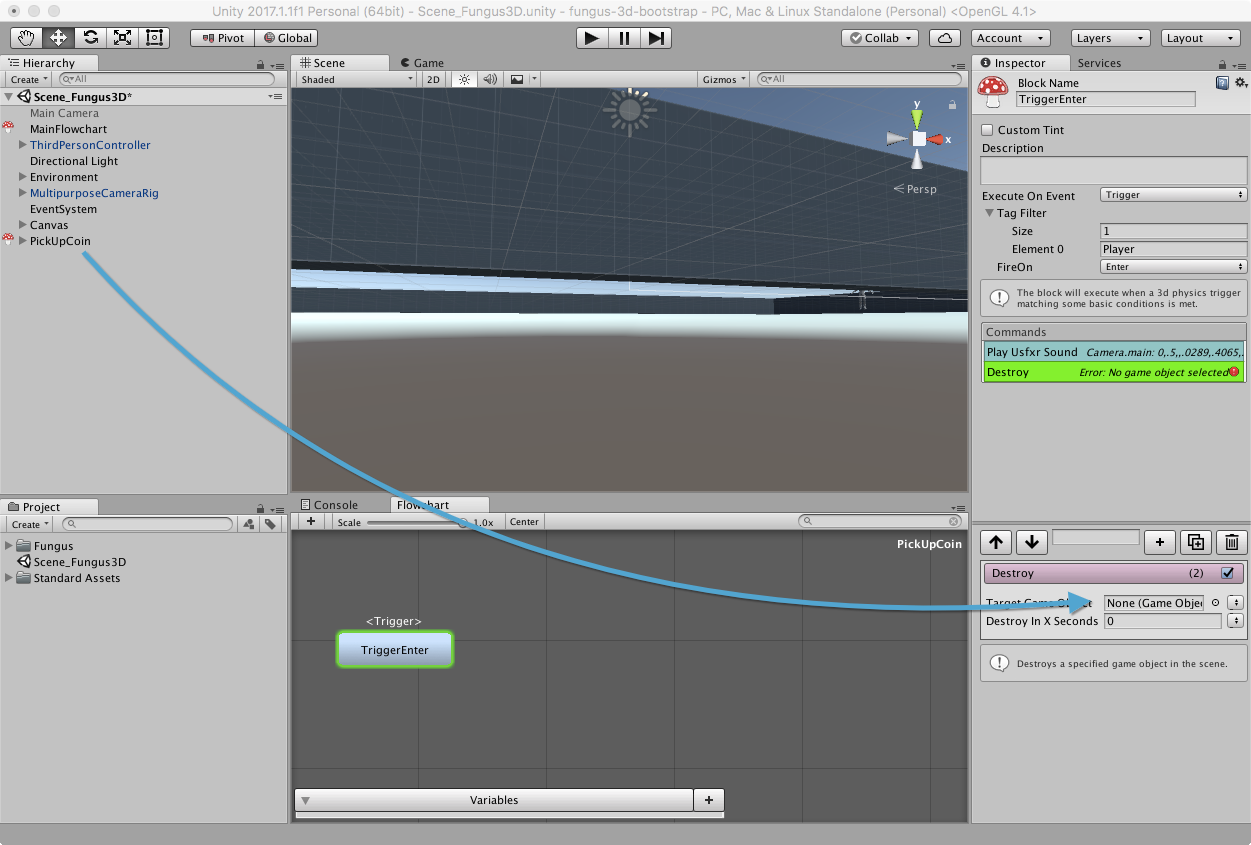 Unity 2017.1.1f1 Personal (64bit) - Scene_Fungus3D.unity - fungus-3d-bootstrap - PC, Mac & Linux Standalone (Personal) <OpenGL 4.1>
Pivot Global Collab Account Layers Layout
Hierarchy
Create All
Scene_Fungus3D*
Main Camera
MainFlowchart
ThirdPersonController
Directional Light
Environment
MultipurposeCameraRig
EventSystem
Canvas
PickUpCoin
Scene Game
Shaded 2D Gizmos All
y
x
Persp
Inspector Services
Block Name
TriggerEnter
Custom Tint
Description
Execute On Event Trigger
Tag Filter
Size 1
Element 0 Player
FireOn Enter
The block will execute when a 3d physics trigger
matching some basic conditions is met.
Commands
Play Usfxr Sound Camera.main: 0,.5,,.0289,.4065,.
Destroy Error: No game object selected
Project
Create
Fungus
Scene_Fungus3D
Standard Assets
Console Flowchart
+ Scale 1.0x Center
PickUpCoin
<Trigger>
TriggerEnter
Variables +
+
Destroy (2)
Target Game Object None (Game Objec
Destroy In X Seconds 0
Destroys a specified game object in the scene.